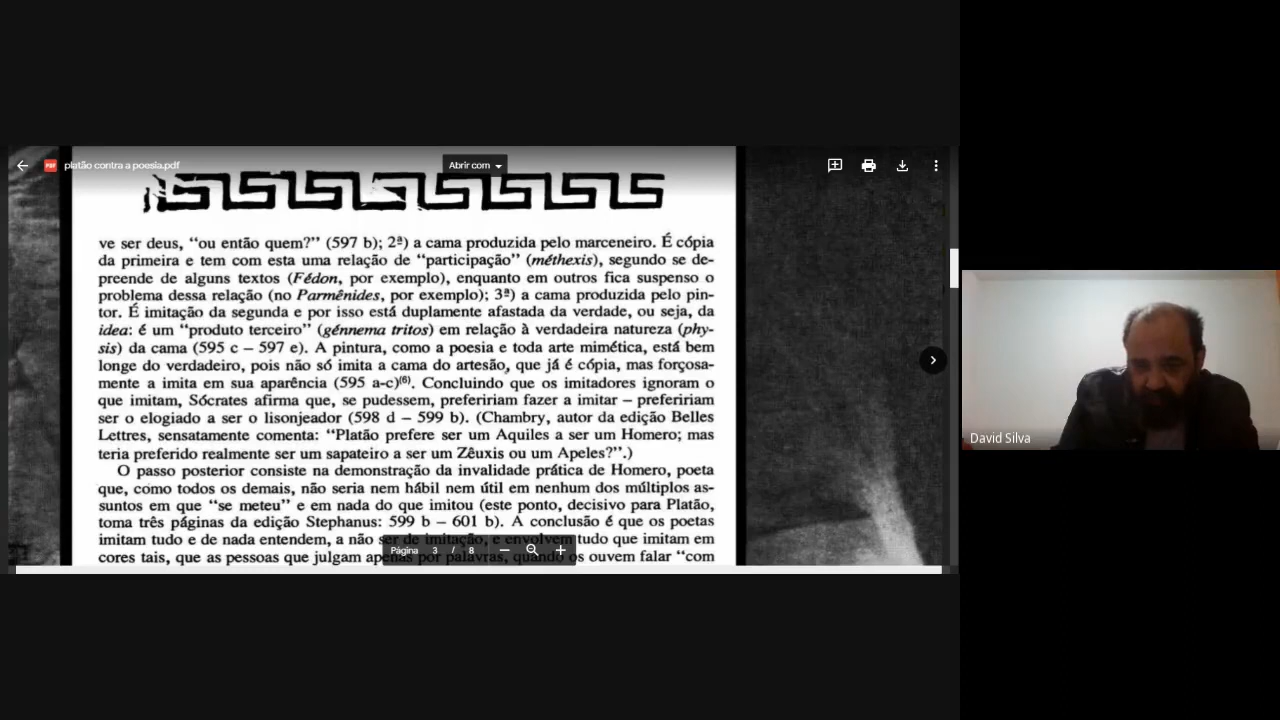 platão contra a poesia.pdf
Abrir com
ve ser deus, “ou então quem?” (597 b); 2ª) a cama produzida pelo marceneiro. É cópia
da primeira e tem com esta uma relação de “participação” (méthexis), segundo se de-
preende de alguns textos (Fédon, por exemplo), enquanto em outros fica suspenso o
problema dessa relação (no Parmênides, por exemplo); 3ª) a cama produzida pelo pin-
tor. É imitação da segunda e por isso está duplamente afastada da verdade, ou seja, da
idea: é um “produto terceiro” (génnema tritos) em relação à verdadeira natureza (phy-
sis) da cama (595 c – 597 e). A pintura, como a poesia e toda arte mimética, está bem
longe do verdadeiro, pois não só imita a cama do artesão, que já é cópia, mas forçosa-
mente a imita em sua aparência (595 a-c)(6). Concluindo que os imitadores ignoram o
que imitam, Sócrates afirma que, se pudessem, prefeririam fazer a imitar – prefeririam
ser o elogiado a ser o lisonjeador (598 d – 599 b). (Chambry, autor da edição Belles
Lettres, sensatamente comenta: “Platão prefere ser um Aquiles a ser um Homero; mas
teria preferido realmente ser um sapateiro a ser um Zêuxis ou um Apeles?”.)
O passo posterior consiste na demonstração da invalidade prática de Homero, poeta
que, como todos os demais, não seria nem hábil nem útil em nenhum dos múltiplos as-
suntos em que “se meteu” e em nada do que imitou (este ponto, decisivo para Platão,
toma três páginas da edição Stephanus: 599 b – 601 b). A conclusão é que os poetas
imitam tudo e de nada entendem, a não ser de imitação, e envolvem tudo que imitam em
cores tais, que as pessoas que julgam apenas por palavras, quando os ouvem falar “com
Página 3 / 8
David Silva